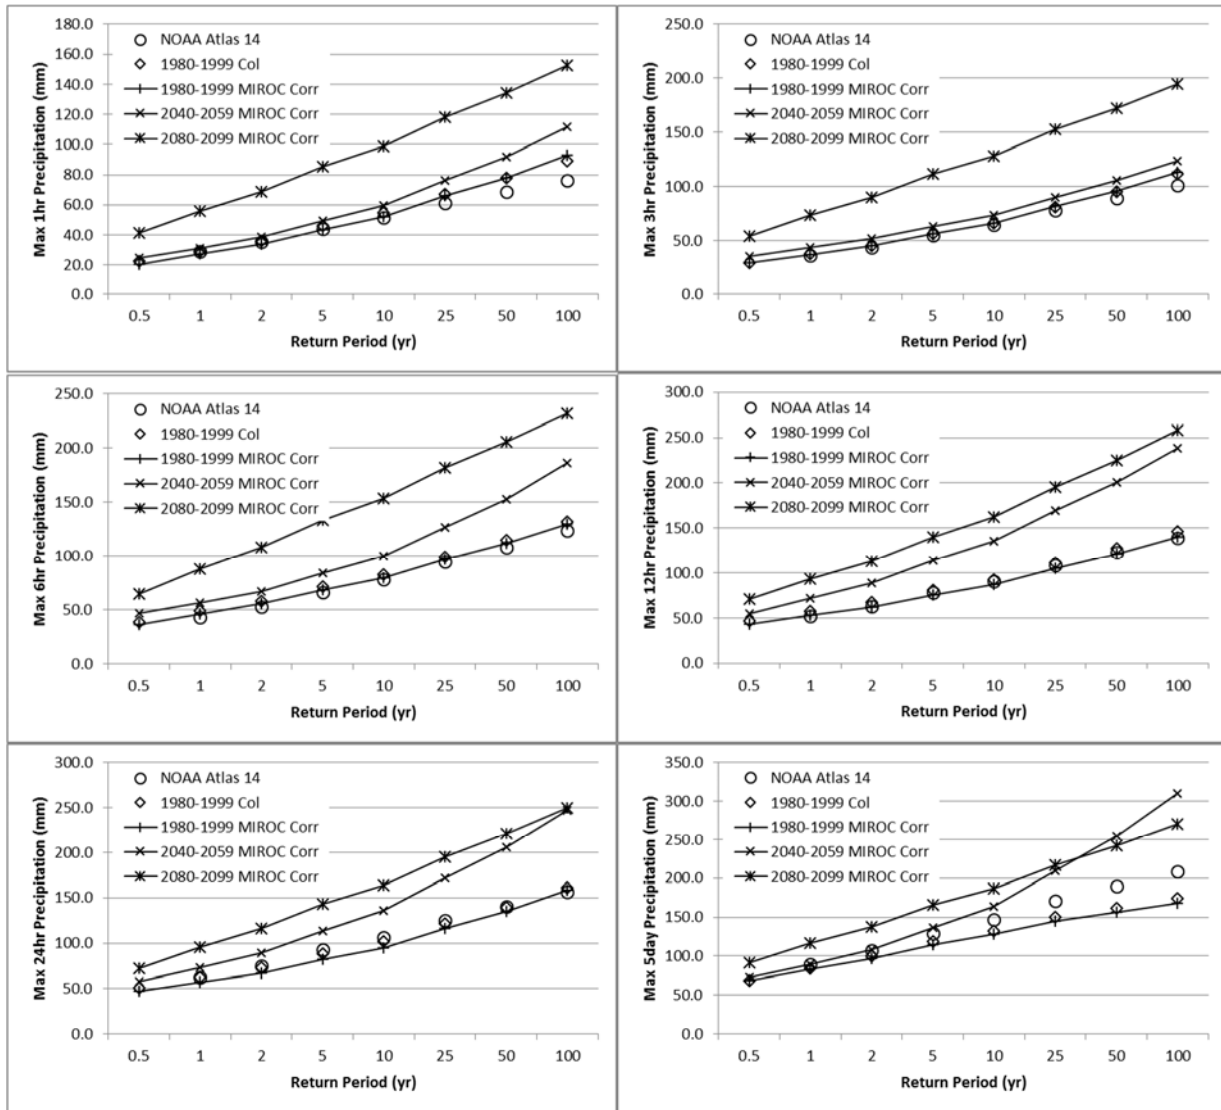 Max 1hr Precipitation (mm)
180.0
160.0
140.0
120.0
100.0
80.0
60.0
40.0
20.0
0.0
NOAA Atlas 14
1980-1999 Col
1980-1999 MIROC Corr
2040-2059 MIROC Corr
2080-2099 MIROC Corr
0.5 1 2 5 10 25 50 100
Return Period (yr)
Max 3hr Precipitation (mm)
250.0
200.0
150.0
100.0
50.0
0.0
NOAA Atlas 14
1980-1999 Col
1980-1999 MIROC Corr
2040-2059 MIROC Corr
2080-2099 MIROC Corr
0.5 1 2 5 10 25 50 100
Return Period (yr)
Max 6hr Precipitation (mm)
250.0
200.0
150.0
100.0
50.0
0.0
NOAA Atlas 14
1980-1999 Col
1980-1999 MIROC Corr
2040-2059 MIROC Corr
2080-2099 MIROC Corr
0.5 1 2 5 10 25 50 100
Return Period (yr)
Max 12hr Precipitation (mm)
300.0
250.0
200.0
150.0
100.0
50.0
0.0
NOAA Atlas 14
1980-1999 Col
1980-1999 MIROC Corr
2040-2059 MIROC Corr
2080-2099 MIROC Corr
0.5 1 2 5 10 25 50 100
Return Period (yr)
Max 24hr Precipitation (mm)
300.0
250.0
200.0
150.0
100.0
50.0
0.0
NOAA Atlas 14
1980-1999 Col
1980-1999 MIROC Corr
2040-2059 MIROC Corr
2080-2099 MIROC Corr
0.5 1 2 5 10 25 50 100
Return Period (yr)
Max 5day Precipitation (mm)
350.0
300.0
250.0
200.0
150.0
100.0
50.0
0.0
NOAA Atlas 14
1980-1999 Col
1980-1999 MIROC Corr
2040-2059 MIROC Corr
2080-2099 MIROC Corr
0.5 1 2 5 10 25 50 100
Return Period (yr)